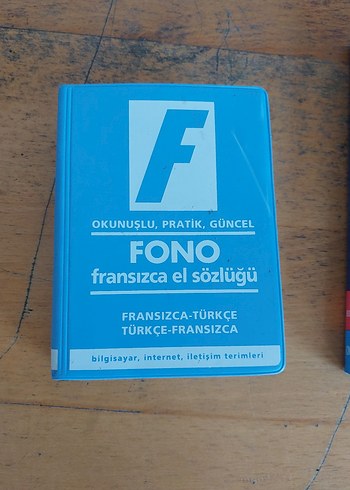 F
OKUNUŞLU, PRATİK, GÜNCEL
FONO
fransızca el sözlüğü
FRANSIZCA-TÜRKÇE
TÜRKÇE-FRANSIZCA
bilgisayar, internet, iletişim terimleri